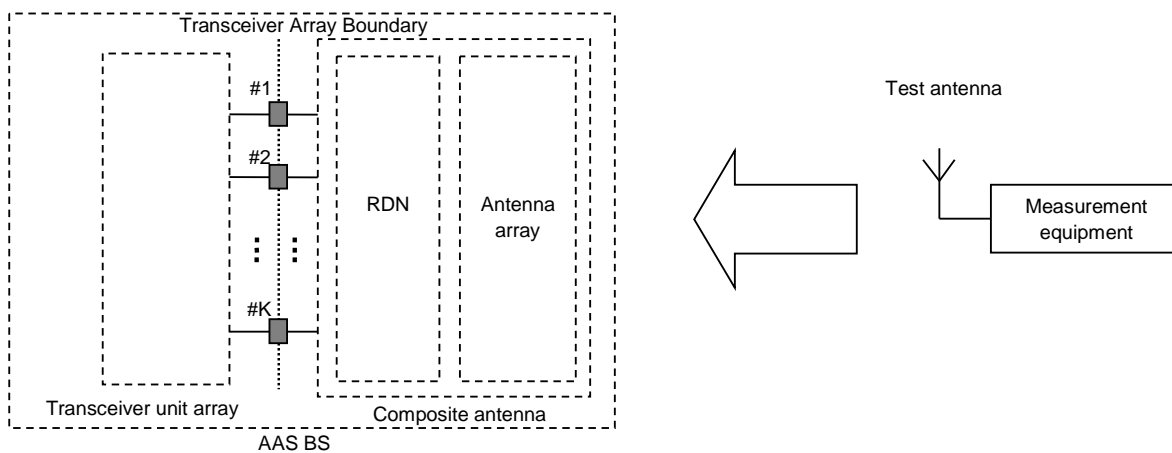 Transceiver Array Boundary
#1
#2
#K
RDN
Antenna
array
Transceiver unit array
Composite antenna
AAS BS
Test antenna
Measurement
equipment